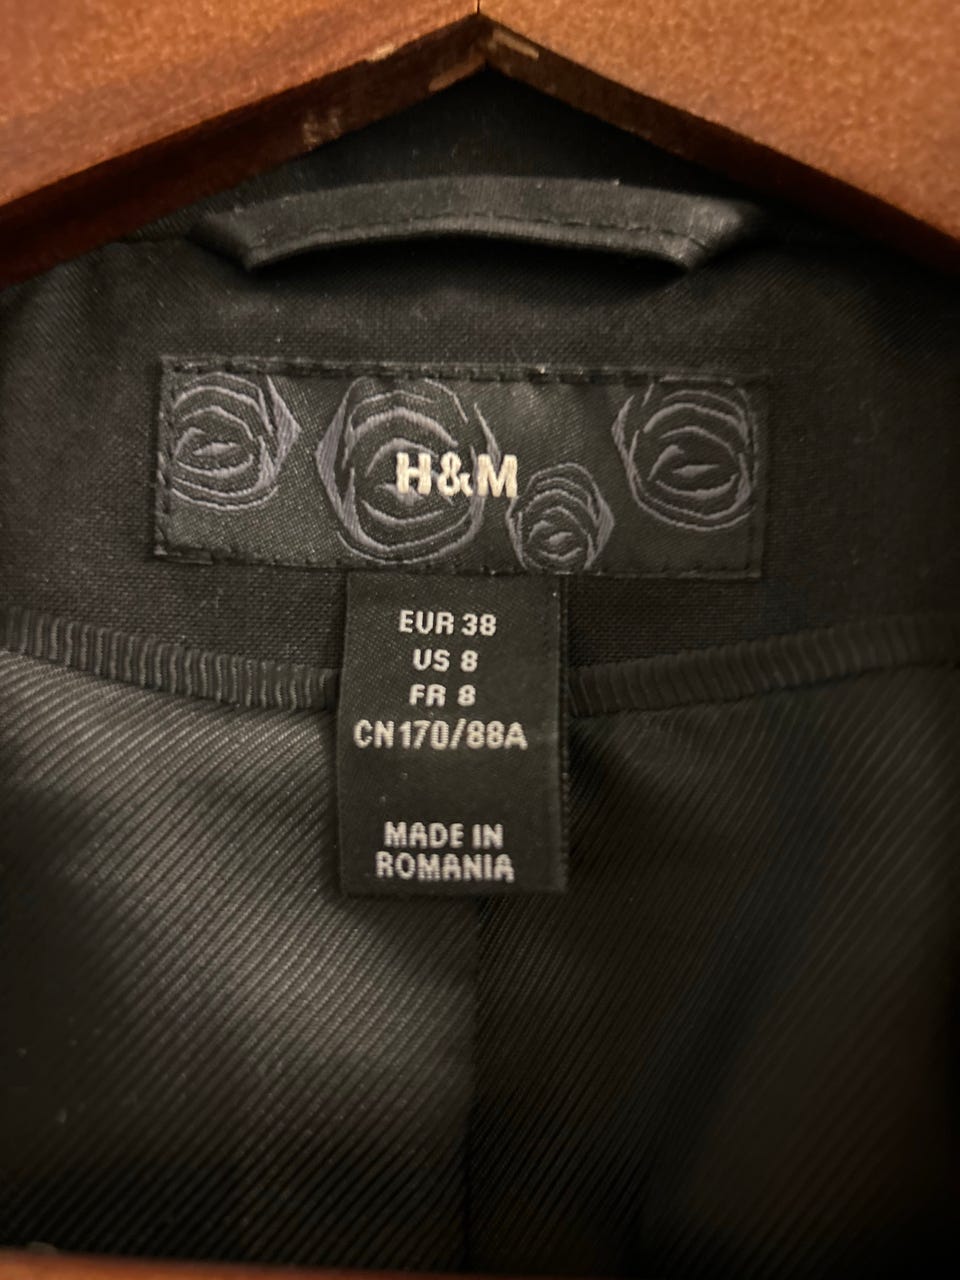 H&M
EUR 38
US 8
FR 8
CN170/88A
MADE IN
ROMANIA